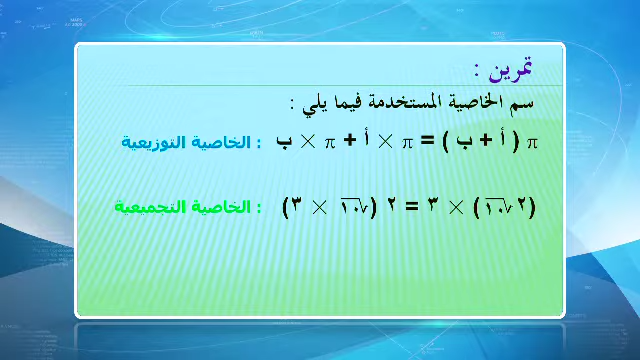 تمرين :
سم الخاصية المستخدمة فيما يلي :
π ( أ + ب ) = π × أ + π × ب : الخاصية التوزيعية
(٢ √١٠) × ٣ = ٢ (√١٠ × ٣) : الخاصية التجميعية